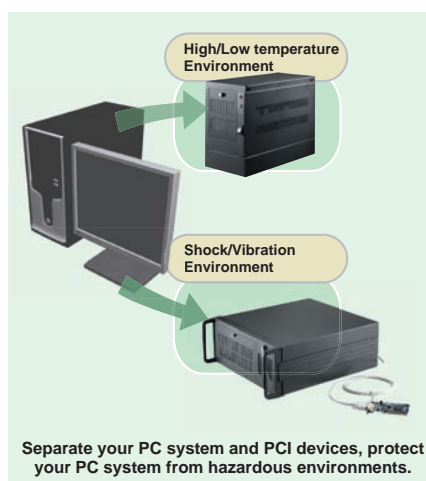 High/Low temperature
Environment
Shock/Vibration
Environment
Separate your PC system and PCI devices, protect
your PC system from hazardous environments.